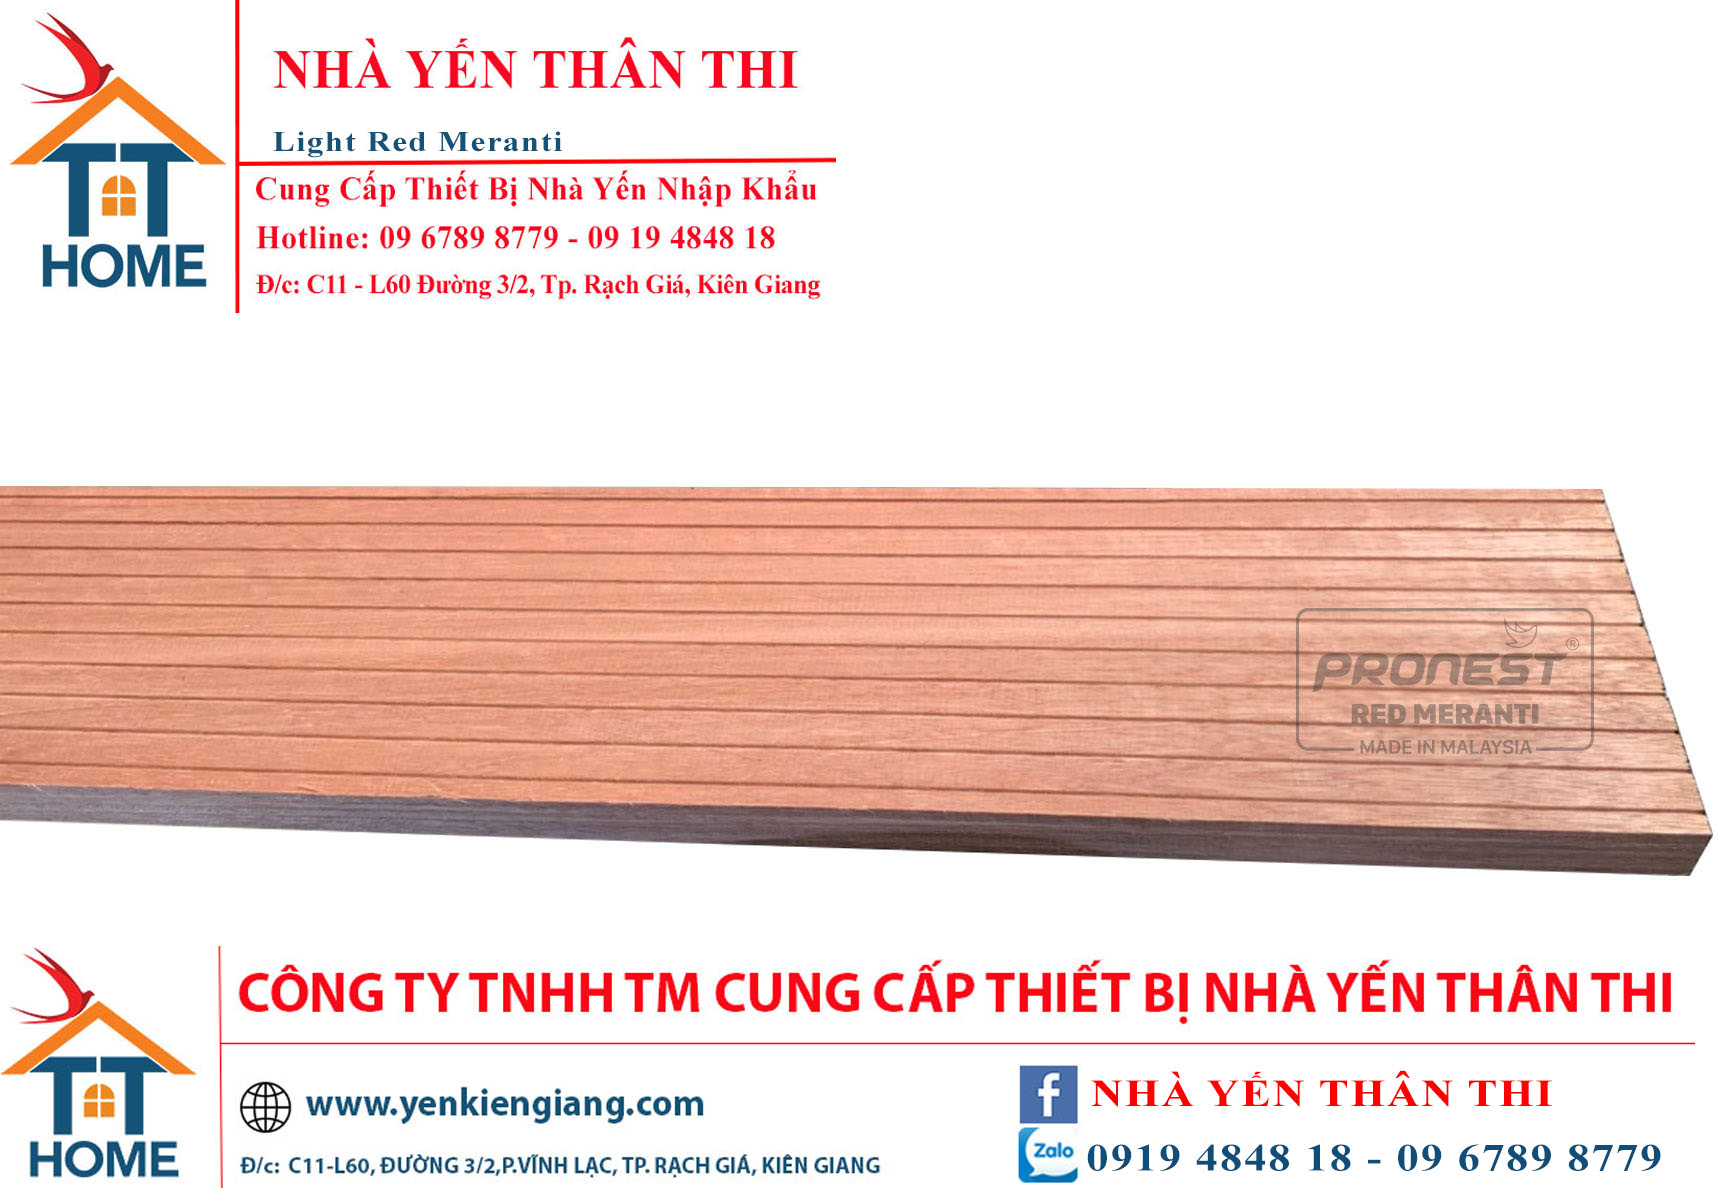 NHÀ YẾN THÂN THI
Light Red Meranti
Cung Cấp Thiết Bị Nhà Yến Nhập Khẩu
Hotline: 09 6789 8779 - 09 19 4848 18
Đ/c: C11 - L60 Đường 3/2, Tp. Rạch Giá, Kiên Giang
TT
HOME
PRONEST ®
RED MERANTI
MADE IN MALAYSIA
CÔNG TY TNHH TM CUNG CẤP THIẾT BỊ NHÀ YẾN THÂN THI
TT
HOME
www.yenkiengiang.com
Đ/c: C11-L60, ĐƯỜNG 3/2,P.VĨNH LẠC, TP. RẠCH GIÁ, KIÊN GIANG
f NHÀ YẾN THÂN THI
Zalo 0919 4848 18 - 09 6789 8779